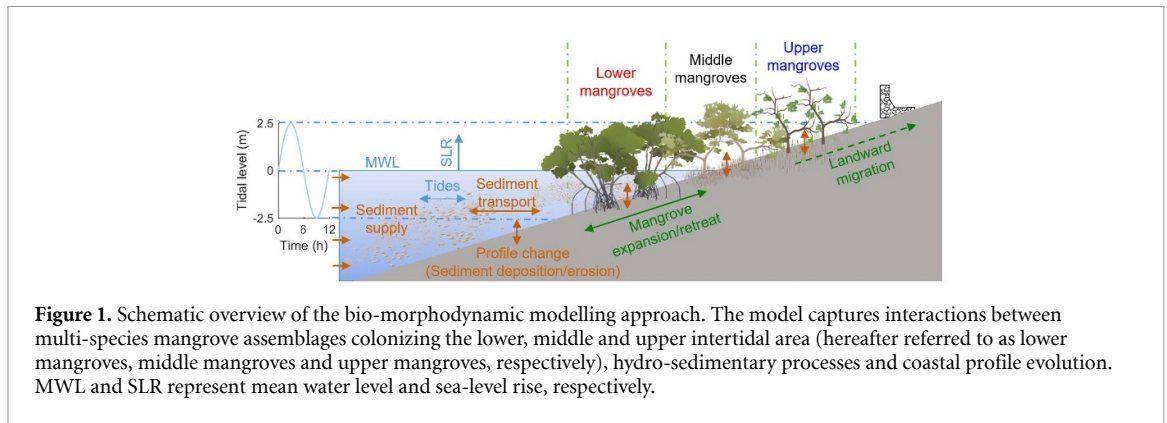 Lower
mangroves
Middle
mangroves
Upper
mangroves
Tidal level (m)
2.5
0
-2.5
0 6 12
Time (h)
MWL
SLR
Tides
Sediment
transport
Sediment
supply
Profile change
(Sediment deposition/erosion)
Mangrove
expansion/retreat
Landward
migration
Figure 1. Schematic overview of the bio-morphodynamic modelling approach. The model captures interactions between
multi-species mangrove assemblages colonizing the lower, middle and upper intertidal area (hereafter referred to as lower
mangroves, middle mangroves and upper mangroves, respectively), hydro-sedimentary processes and coastal profile evolution.
MWL and SLR represent mean water level and sea-level rise, respectively.